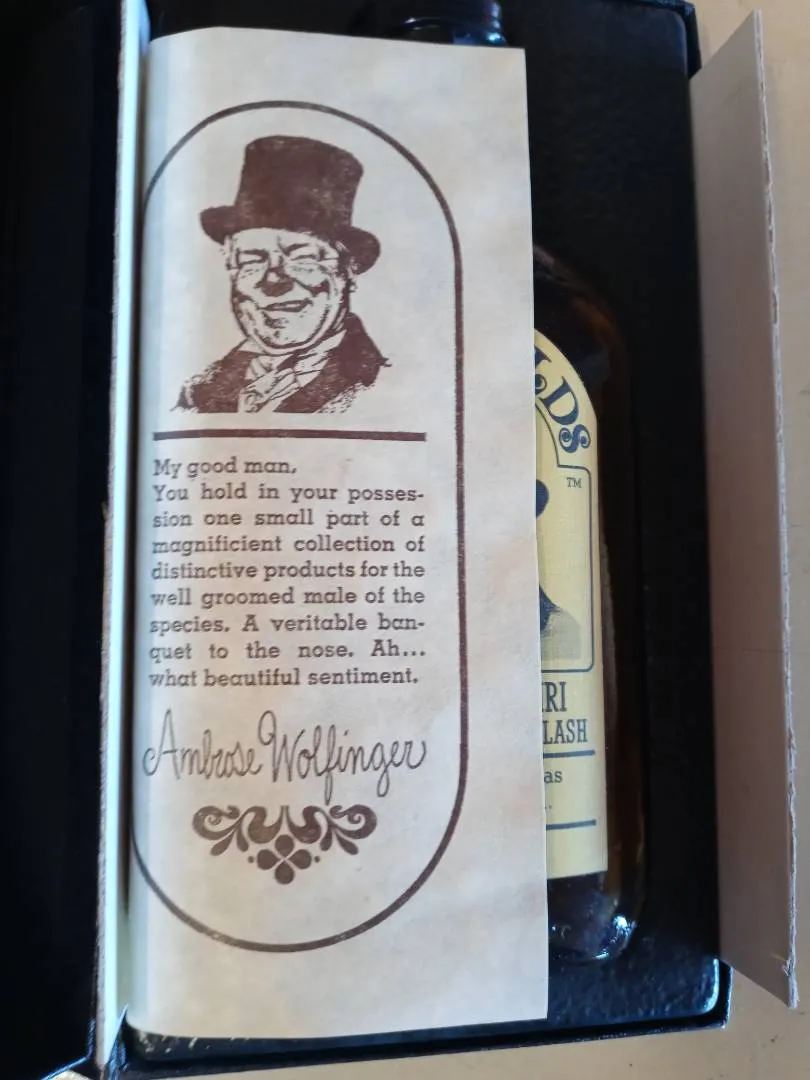 My good man,
You hold in your posses-
sion one small part of a
magnificient collection of
distinctive products for the
well groomed male of the
species. A veritable ban-
quet to the nose. Ah...
what beautiful sentiment.
Ambrose Wolfinger
LDS
TM
IRI
LASH
as
..